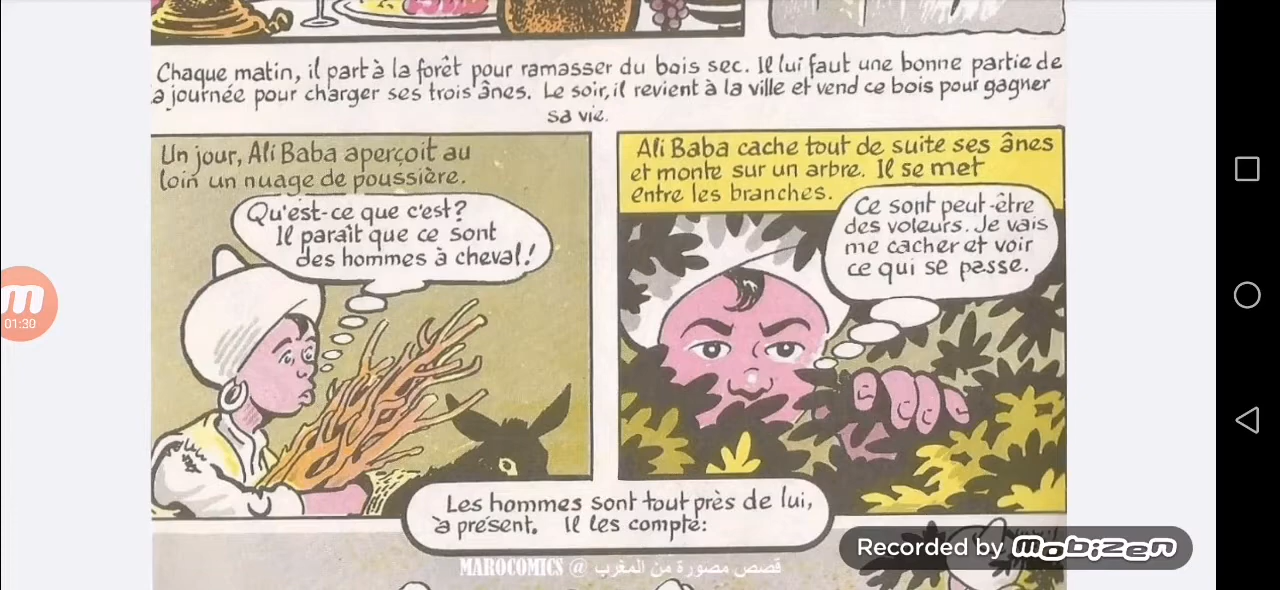 Chaque matin, il part à la forêt pour ramasser du bois sec. Il lui faut une bonne partie de
a journée pour charger ses trois ânes. Le soir, il revient à la ville et vend ce bois pour gagner
sa vie.
Un jour, Ali Baba aperçoit au
loin un nuage de poussière.
Qu'est-ce que c'est?
Il paraît que ce sont
des hommes à cheval!
Ali Baba cache tout de suite ses ânes
et monte sur un arbre. Il se met
entre les branches.
Ce sont peut-être
des voleurs. Je vais
me cacher et voir
ce qui se passe.
01:30
Les hommes sont tout près de lui,
à présent. Il les compte:
Recorded by mobizen
MAROCOMICS @ قصص مصورة من المغرب